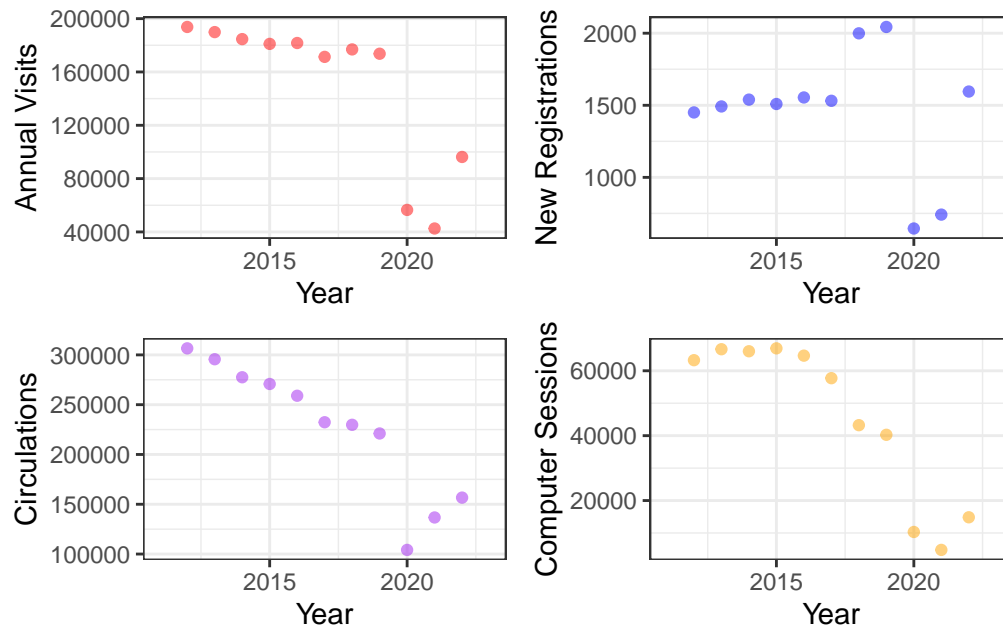 Annual Visits
200000
160000
120000
80000
40000
2015 2020
Year
New Registrations
2000
1500
1000
2015 2020
Year
Circulations
300000
250000
200000
150000
100000
2015 2020
Year
Computer Sessions
60000
40000
20000
2015 2020
Year